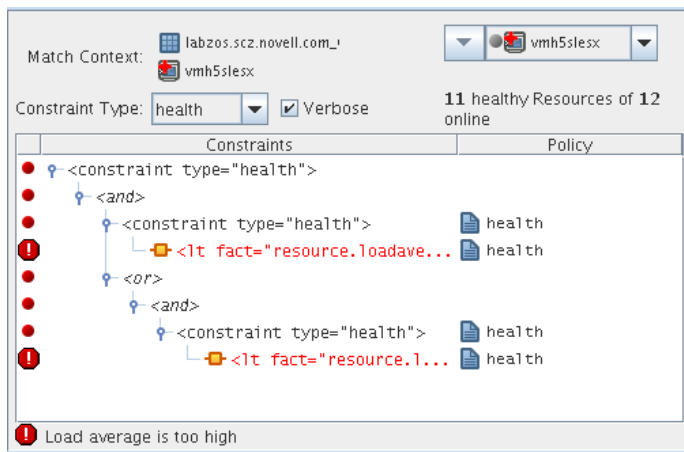 Match Context:
labzos.scz.novell.com_
vmh5slesx
vmh5slesx
Constraint Type: health Verbose
11 healthy Resources of 12
online
Constraints Policy
<constraint type="health">
<and>
<constraint type="health"> health
<lt fact="resource.loadave... health
<or>
<and>
<constraint type="health"> health
<lt fact="resource.l... health
Load average is too high